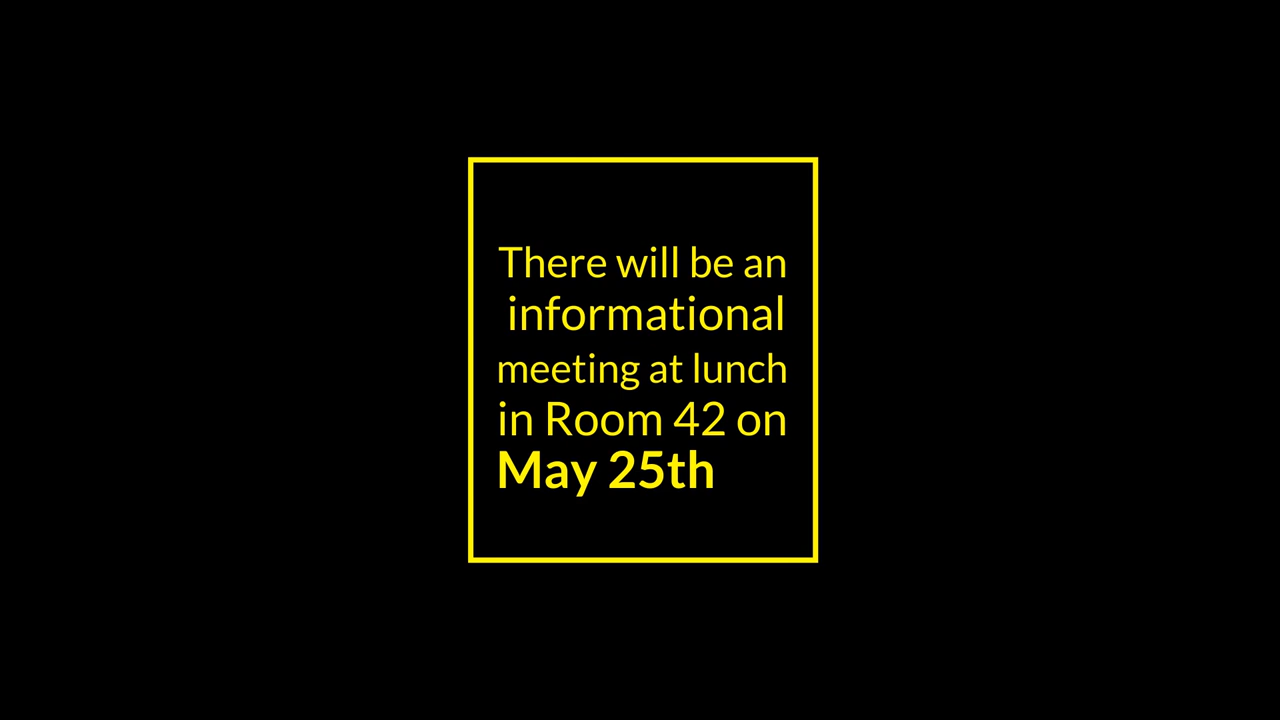 There will be an
informational
meeting at lunch
in Room 42 on
May 25th